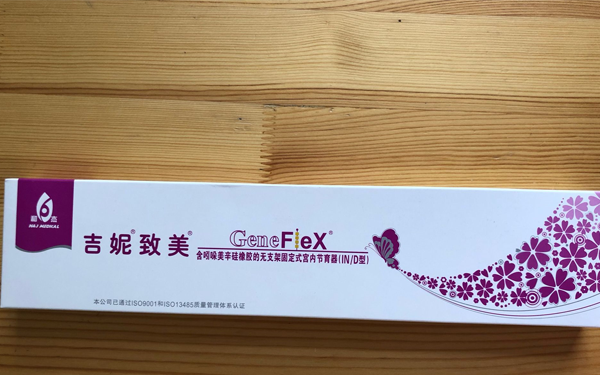 和 高
H&J MEDICAL
吉妮致美®
GeneFleX®
含吲哚美辛硅橡胶的无支架固定式宫内节育器(IN/D型)
本公司已通过ISO9001和ISO13485质量管理体系认证